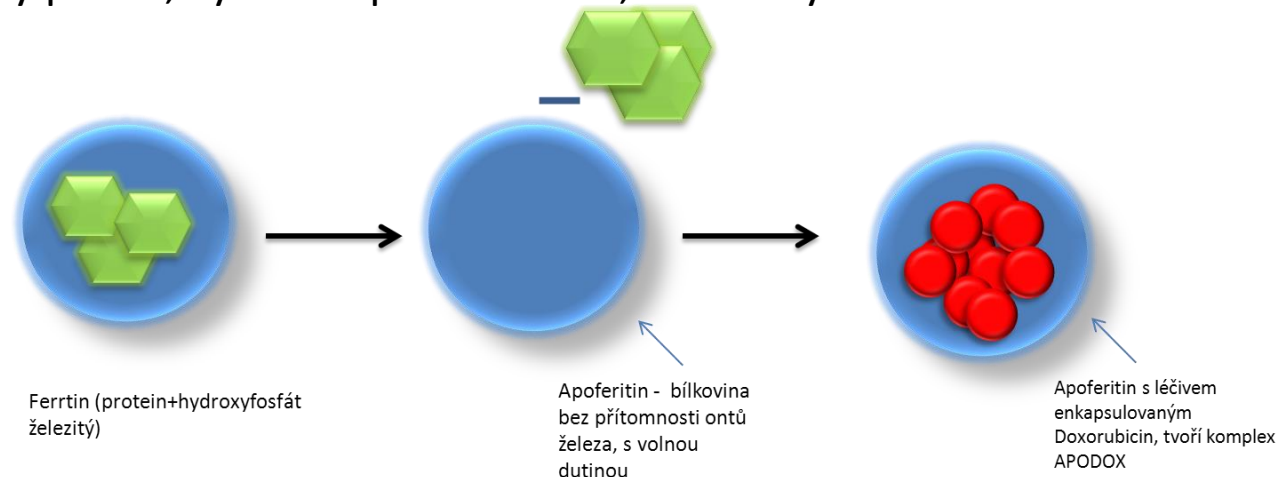 Ferrtin (protein+hydroxyfosfát
železitý)
Apoferitin - bílkovina
bez přítomnosti ontů
železa, s volnou
dutinou
Apoferitin s léčivem
enkapsulovaným
Doxorubicin, tvoří komplex
APODOX